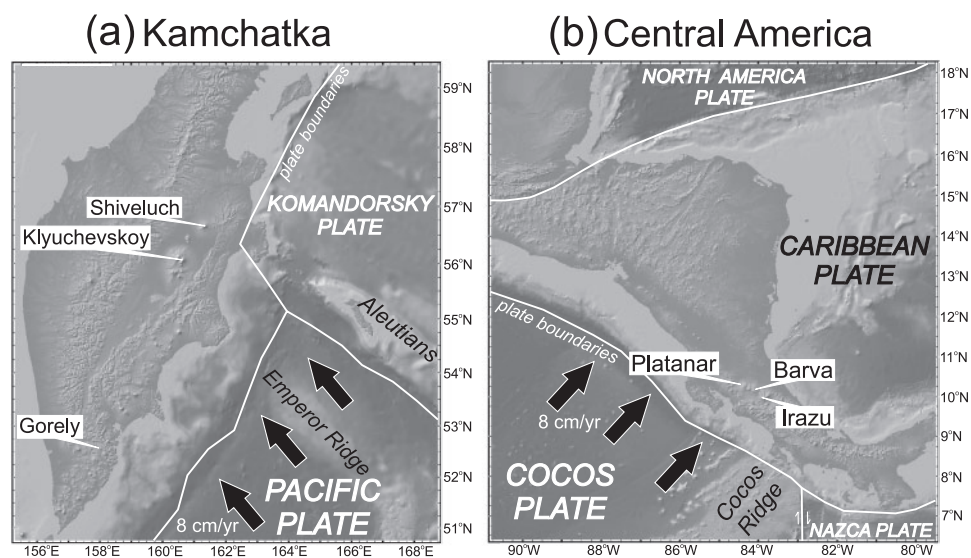 (a) Kamchatka
59°N
58°N
57°N
56°N
55°N
54°N
53°N
52°N
51°N
plate boundaries
KOMANDORSKY
PLATE
Shiveluch
Klyuchevskoy
Aleutians
Emperor Ridge
Gorely
PACIFIC
PLATE
8 cm/yr
156°E
158°E
160°E
162°E
164°E
166°E
168°E
(b) Central America
18°N
17°N
16°N
15°N
14°N
13°N
12°N
11°N
10°N
9°N
8°N
7°N
NORTH AMERICA
PLATE
CARIBBEAN
PLATE
plate boundaries
Platanar
Barva
Irazu
8 cm/yr
COCOS
PLATE
Cocos
Ridge
NAZCA PLATE
90°W
88°W
86°W
84°W
82°W
80°W